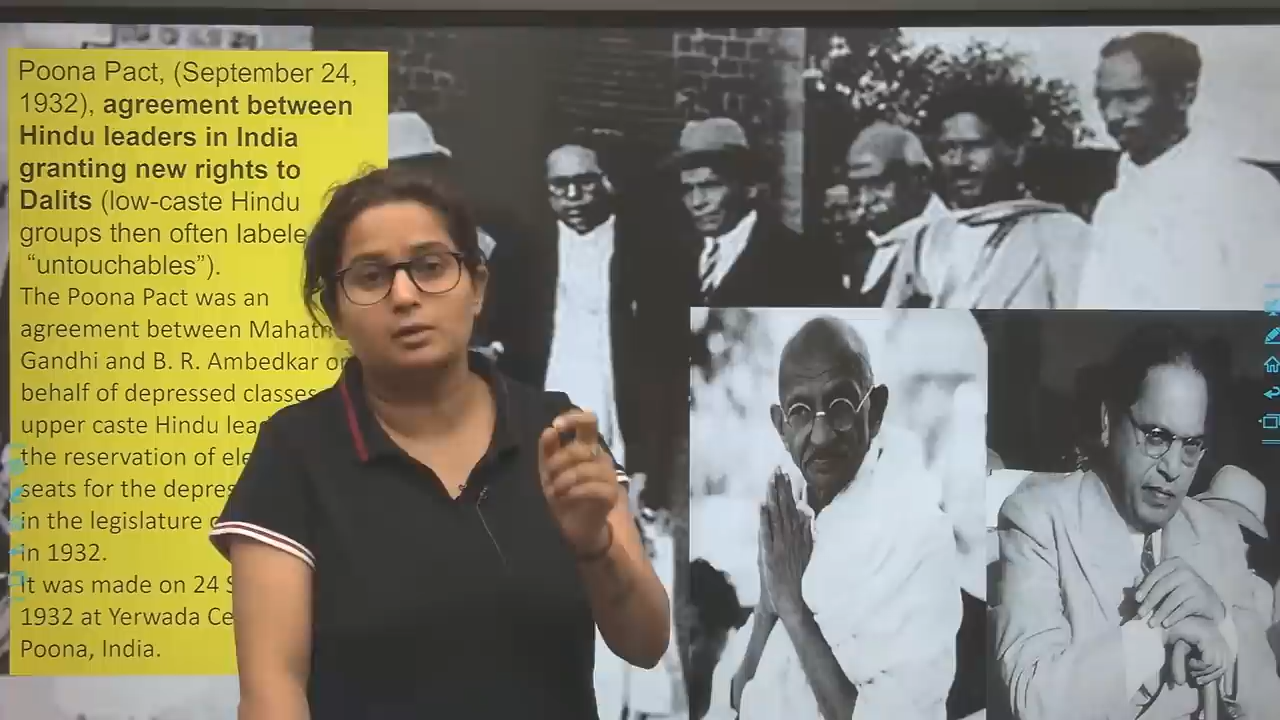 Poona Pact, (September 24,
1932), agreement between
Hindu leaders in India
granting new rights to
Dalits (low-caste Hindu
groups then often labele
“untouchables”).
The Poona Pact was an
agreement between Mahatm
Gandhi and B. R. Ambedkar on
behalf of depressed classes
upper caste Hindu lea
the reservation of ele
seats for the depres
in the legislature
in 1932.
It was made on 24 S
1932 at Yerwada Ce
Poona, India.